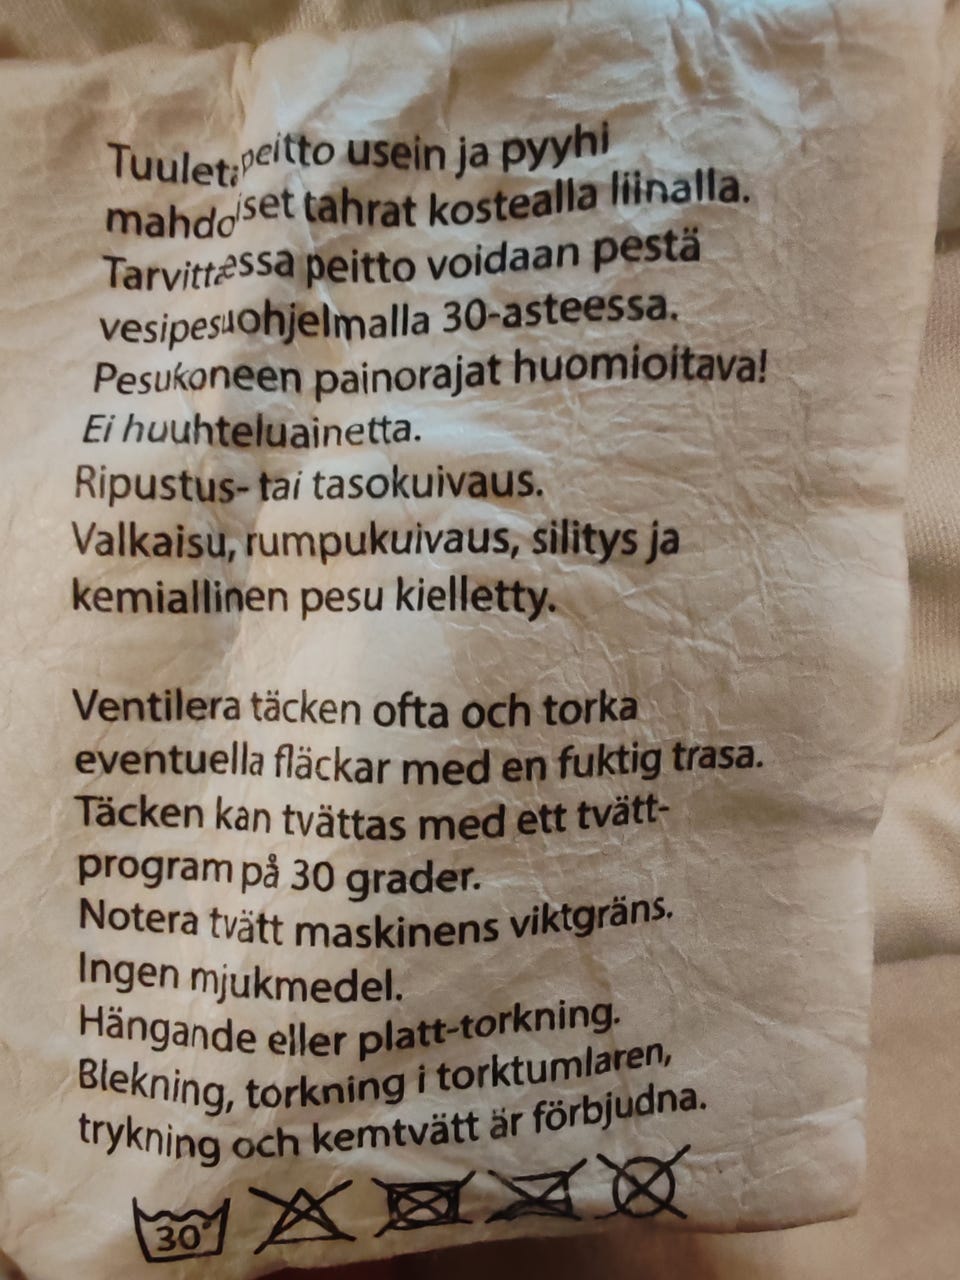 Tuuleta peitto usein ja pyyhi
mahdolliset tahrat kostealla liinalla.
Tarvittaessa peitto voidaan pestä
vesipesuohjelmalla 30-asteessa.
Pesukoneen painorajat huomioitava!
Ei huuhteluainetta.
Ripustus- tai tasokuivaus.
Valkaisu, rumpukuivaus, silitys ja
kemiallinen pesu kielletty.
Ventilera täcken ofta och torka
eventuella fläckar med en fuktig trasa.
Täcken kan tvättas med ett tvätt-
program på 30 grader.
Notera tvätt maskinens viktgräns.
Ingen mjukmedel.
Hängande eller platt-torkning.
Blekning, torkning i torktumlaren,
trykning och kemtvätt är förbjudna.
30°